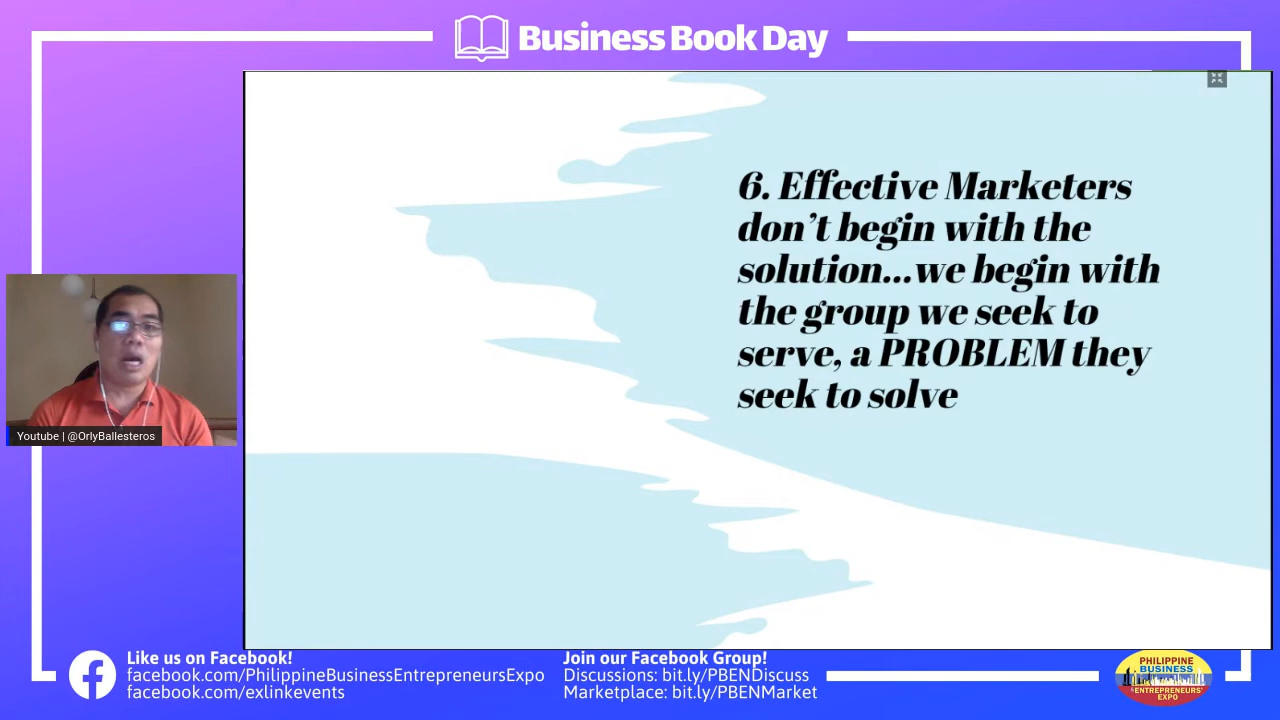 Business Book Day
6. Effective Marketers
don’t begin with the
solution...we begin with
the group we seek to
serve, a PROBLEM they
seek to solve
Youtube | @OrlyBallesteros
Like us on Facebook!
facebook.com/PhilippineBusinessEntrepreneursExpo
facebook.com/exlinkevents
Join our Facebook Group!
Discussions: bit.ly/PBENDiscuss
Marketplace: bit.ly/PBENMarket
PHILIPPINE
BUSINESS
& ENTREPRENEURS'
EXPO